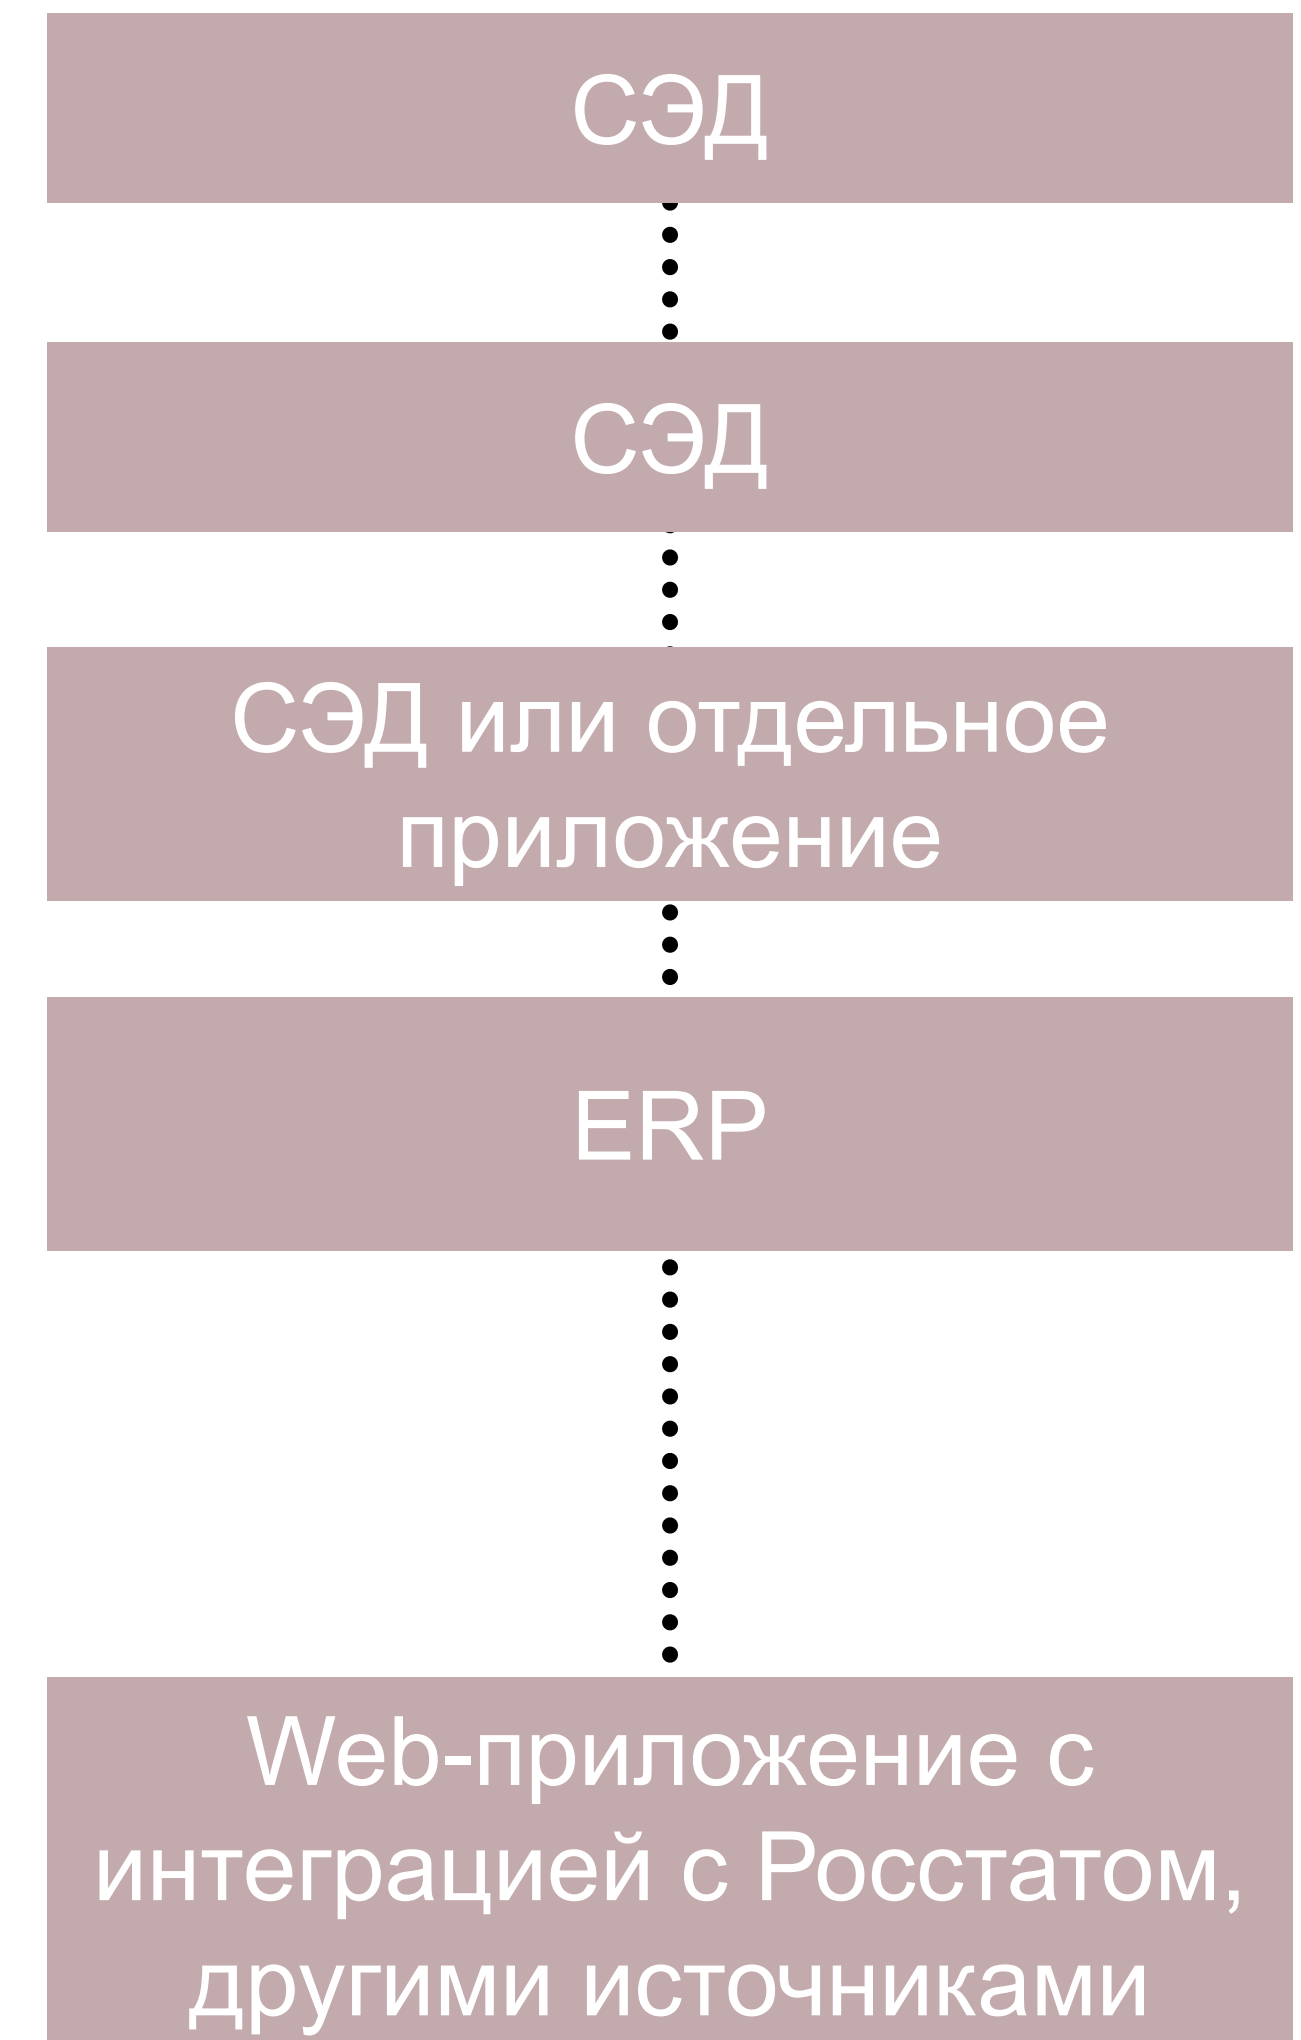 СЭД
СЭД
СЭД или отдельное
приложение
ERP
Web-приложение с
интеграцией с Росстатом,
другими источниками